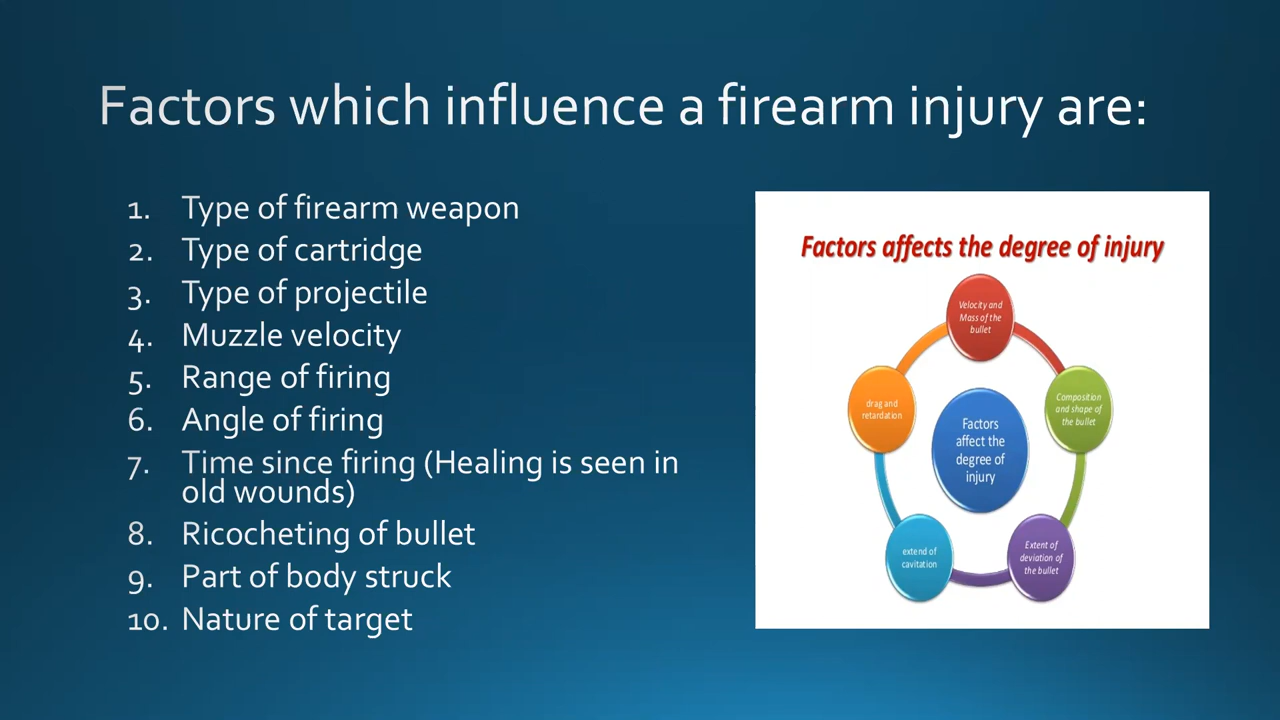 Factors which influence a firearm injury are:
1. Type of firearm weapon
2. Type of cartridge
3. Type of projectile
4. Muzzle velocity
5. Range of firing
6. Angle of firing
7. Time since firing (Healing is seen in
old wounds)
8. Ricocheting of bullet
9. Part of body struck
10. Nature of target
Factors affects the degree of injury
Velocity and
Mass of the
bullet
Composition
and shape of
the bullet
Extent of
deviation of
the bullet
extend of
cavitation
drag and
retardation
Factors
affect the
degree of
injury